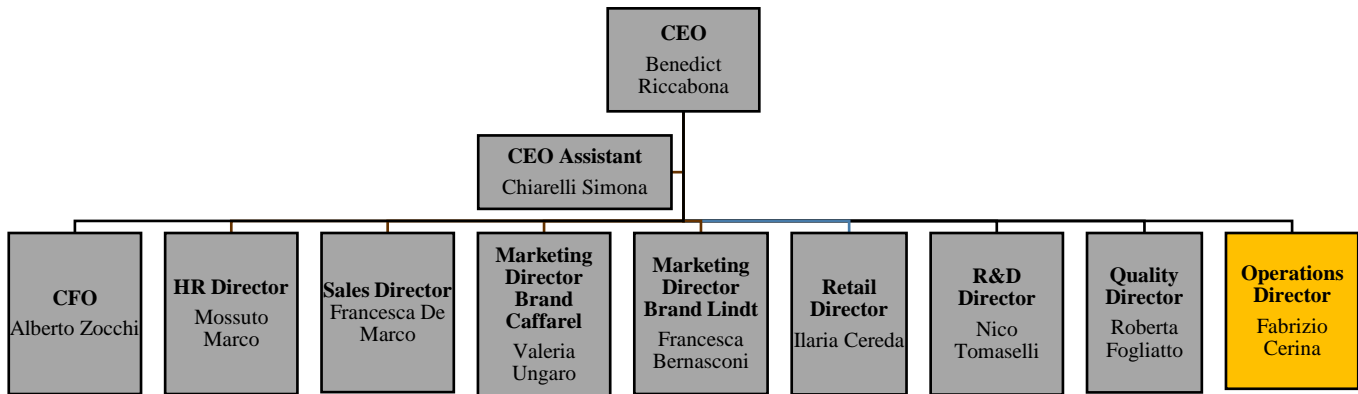 CEO
Benedict
Riccabona
CEO Assistant
Chiarelli Simona
CFO
Alberto Zocchi
HR Director
Mossuto
Marco
Sales Director
Francesca De
Marco
Marketing
Director
Brand
Caffarel
Valeria
Ungaro
Marketing
Director
Brand Lindt
Francesca
Bernasconi
Retail
Director
Ilaria Cereda
R&D
Director
Nico
Tomaselli
Quality
Director
Roberta
Fogliatto
Operations
Director
Fabrizio
Cerina